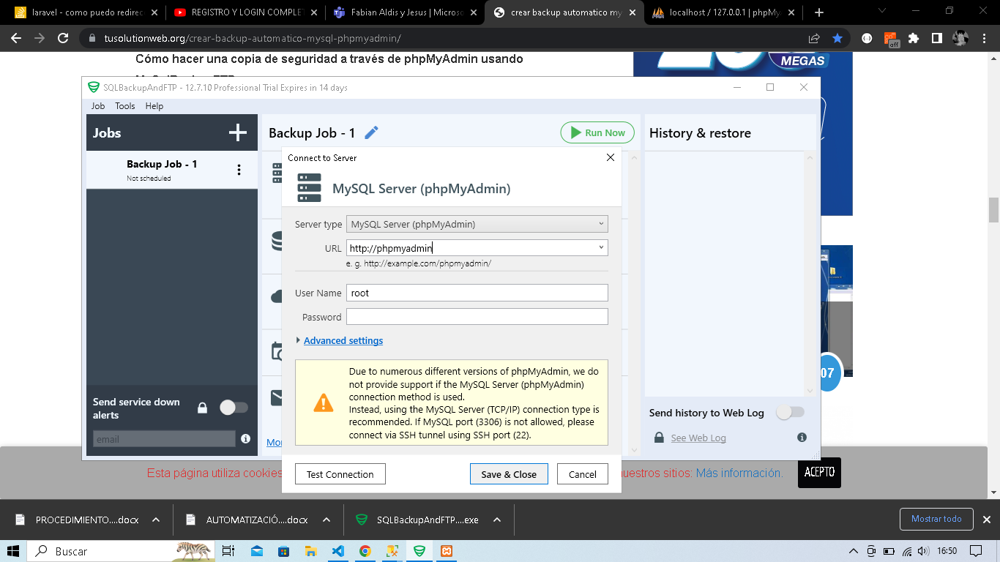 laravel - como puedo redirec
REGISTRO Y LOGIN COMPLET
Fabian Aldis y Jesus | Microso
crear backup automatico my
localhost / 127.0.0.1 | phpMy
tusolutionweb.org/crear-backup-automatico-mysql-phpmyadmin/
off
Cómo hacer una copia de seguridad a través de phpMyAdmin usando
MEGAS
SQLBackupAndFTP - 12.7.10 Professional Trial Expires in 14 days
Job Tools Help
Jobs
Backup Job - 1
Run Now
History & restore
Backup Job - 1
Not scheduled
Connect to Server
MySQL Server (phpMyAdmin)
Server type
MySQL Server (phpMyAdmin)
URL
http://phpmyadmin
e. g. http://example.com/phpmyadmin/
User Name
root
Password
Advanced settings
Due to numerous different versions of phpMyAdmin, we do
not provide support if the MySQL Server (phpMyAdmin)
connection method is used.
Instead, using the MySQL Server (TCP/IP) connection type is
recommended. If MySQL port (3306) is not allowed, please
connect via SSH tunnel using SSH port (22).
Test Connection
Save & Close
Cancel
Send service down
alerts
email
Mor
07
Send history to Web Log
See Web Log
Esta página utiliza cookies
nuestros sitios: Más información.
ACEPTO
PROCEDIMIENTO....docx
AUTOMATIZACIÓ....docx
SQLBackupAndFTP....exe
Mostrar todo
Buscar
16:50